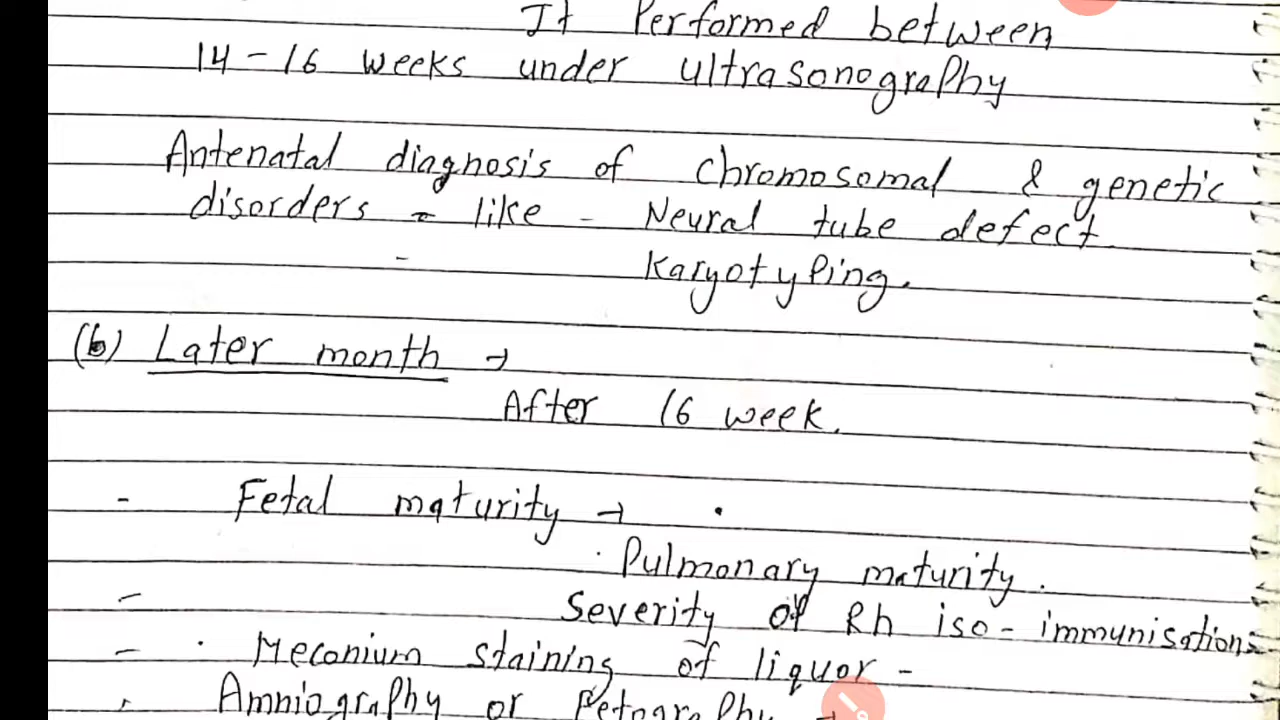 It Performed between
14 - 16 weeks under ultrasonography
Antenatal diagnosis of chromosomal & genetic
disorders - like - Neural tube defect
- Karyotyping.
(b) Later month →
After 16 week.
- Fetal maturity →
Pulmonary maturity.
- Severity of Rh iso-immunisations
- Meconium staining of liquor -
Amniography or Fetography →